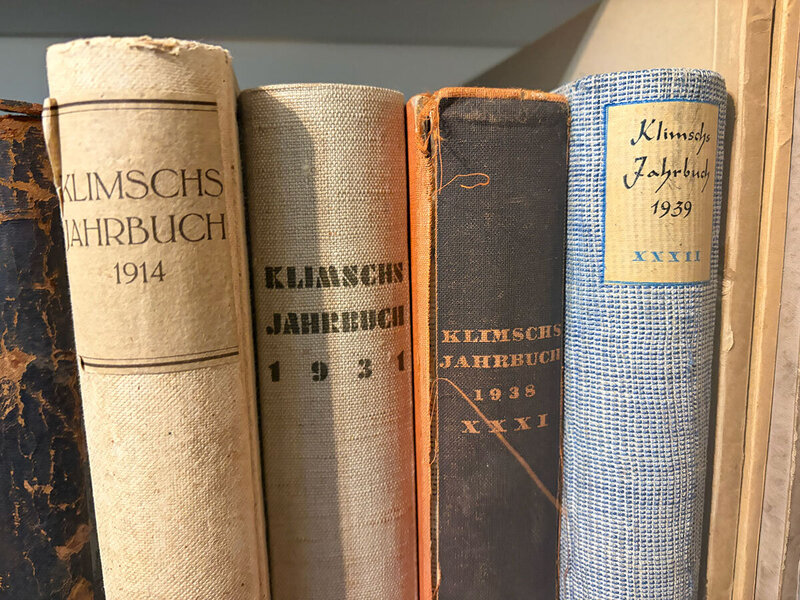 KLIMSCHS
JAHRBUCH
1914
KLIMSCHS
JAHRBUCH
1931
KLIMSCHS
JAHRBUCH
1938
XXXI
Klimschs
Jahrbuch
1939
XXXII